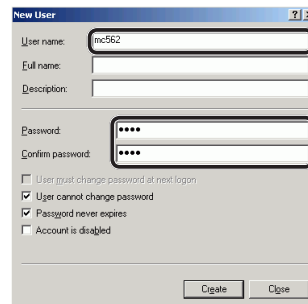 New User
User name: mc562
Full name:
Description:
Password: ••••
Confirm password: ••••
User must change password at next logon
User cannot change password
Password never expires
Account is disabled
Create Close